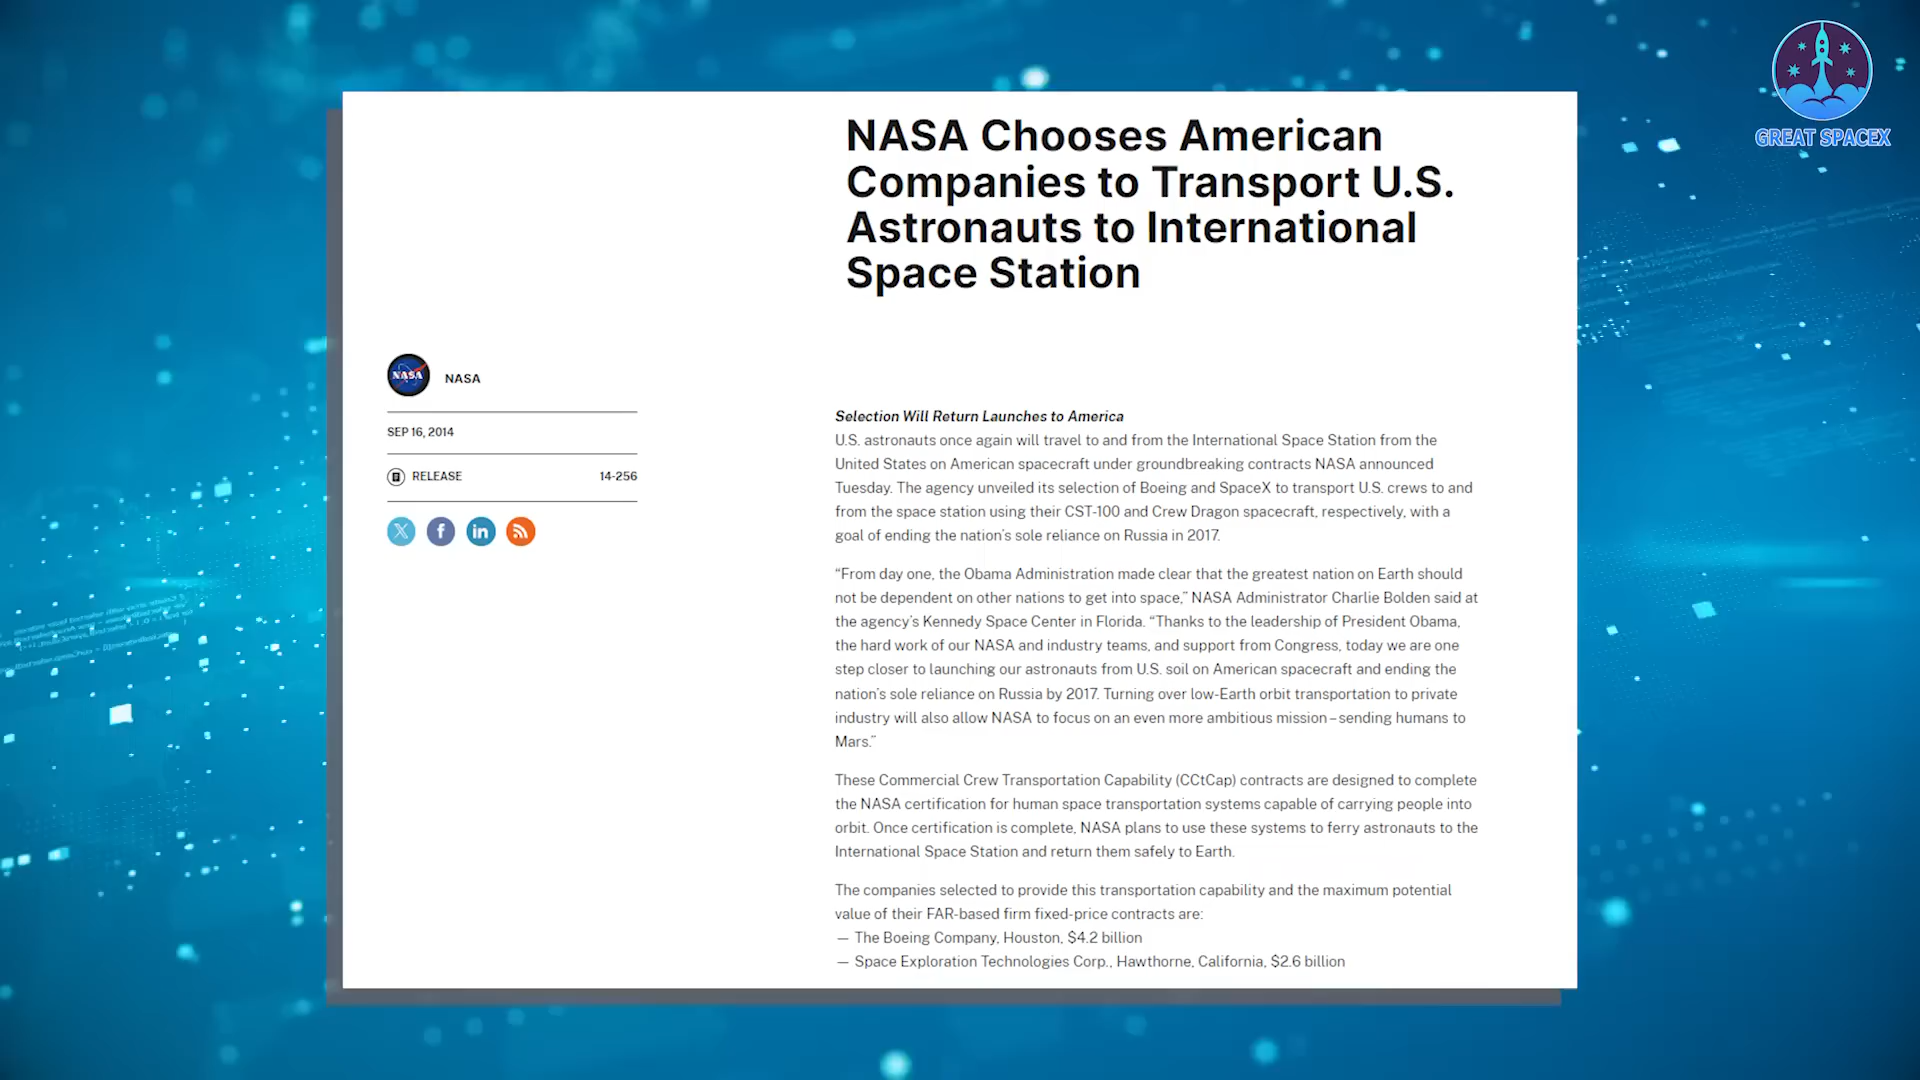 GREAT SPACEX
NASA Chooses American
Companies to Transport U.S.
Astronauts to International
Space Station
NASA
NASA
SEP 16, 2014
RELEASE 14-256
Selection Will Return Launches to America
U.S. astronauts once again will travel to and from the International Space Station from the
United States on American spacecraft under groundbreaking contracts NASA announced
Tuesday. The agency unveiled its selection of Boeing and SpaceX to transport U.S. crews to and
from the space station using their CST-100 and Crew Dragon spacecraft, respectively, with a
goal of ending the nation’s sole reliance on Russia in 2017.
“From day one, the Obama Administration made clear that the greatest nation on Earth should
not be dependent on other nations to get into space,” NASA Administrator Charlie Bolden said at
the agency’s Kennedy Space Center in Florida. “Thanks to the leadership of President Obama,
the hard work of our NASA and industry teams, and support from Congress, today we are one
step closer to launching our astronauts from U.S. soil on American spacecraft and ending the
nation’s sole reliance on Russia by 2017. Turning over low-Earth orbit transportation to private
industry will also allow NASA to focus on an even more ambitious mission – sending humans to
Mars.”
These Commercial Crew Transportation Capability (CCtCap) contracts are designed to complete
the NASA certification for human space transportation systems capable of carrying people into
orbit. Once certification is complete, NASA plans to use these systems to ferry astronauts to the
International Space Station and return them safely to Earth.
The companies selected to provide this transportation capability and the maximum potential
value of their FAR-based firm fixed-price contracts are:
— The Boeing Company, Houston, $4.2 billion
— Space Exploration Technologies Corp., Hawthorne, California, $2.6 billion